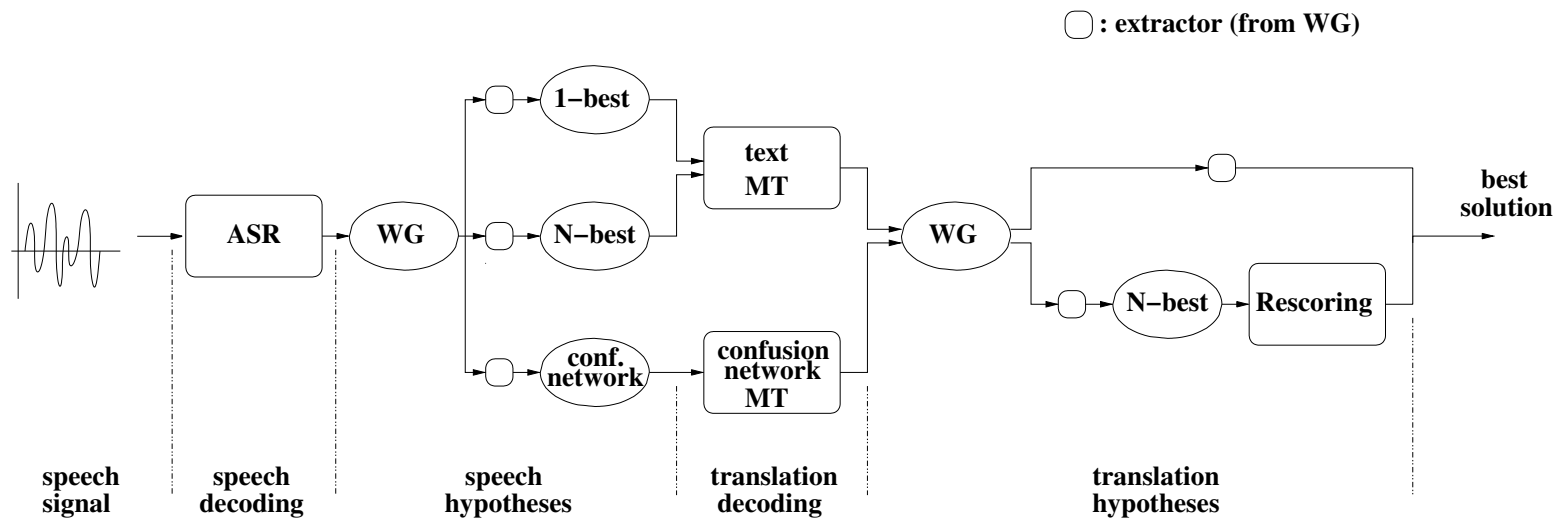 : extractor (from WG)
1−best
text
MT
best
solution
ASR
WG
N−best
WG
N−best
Rescoring
conf.
network
confusion
network
MT
speech
signal
speech
decoding
speech
hypotheses
translation
decoding
translation
hypotheses